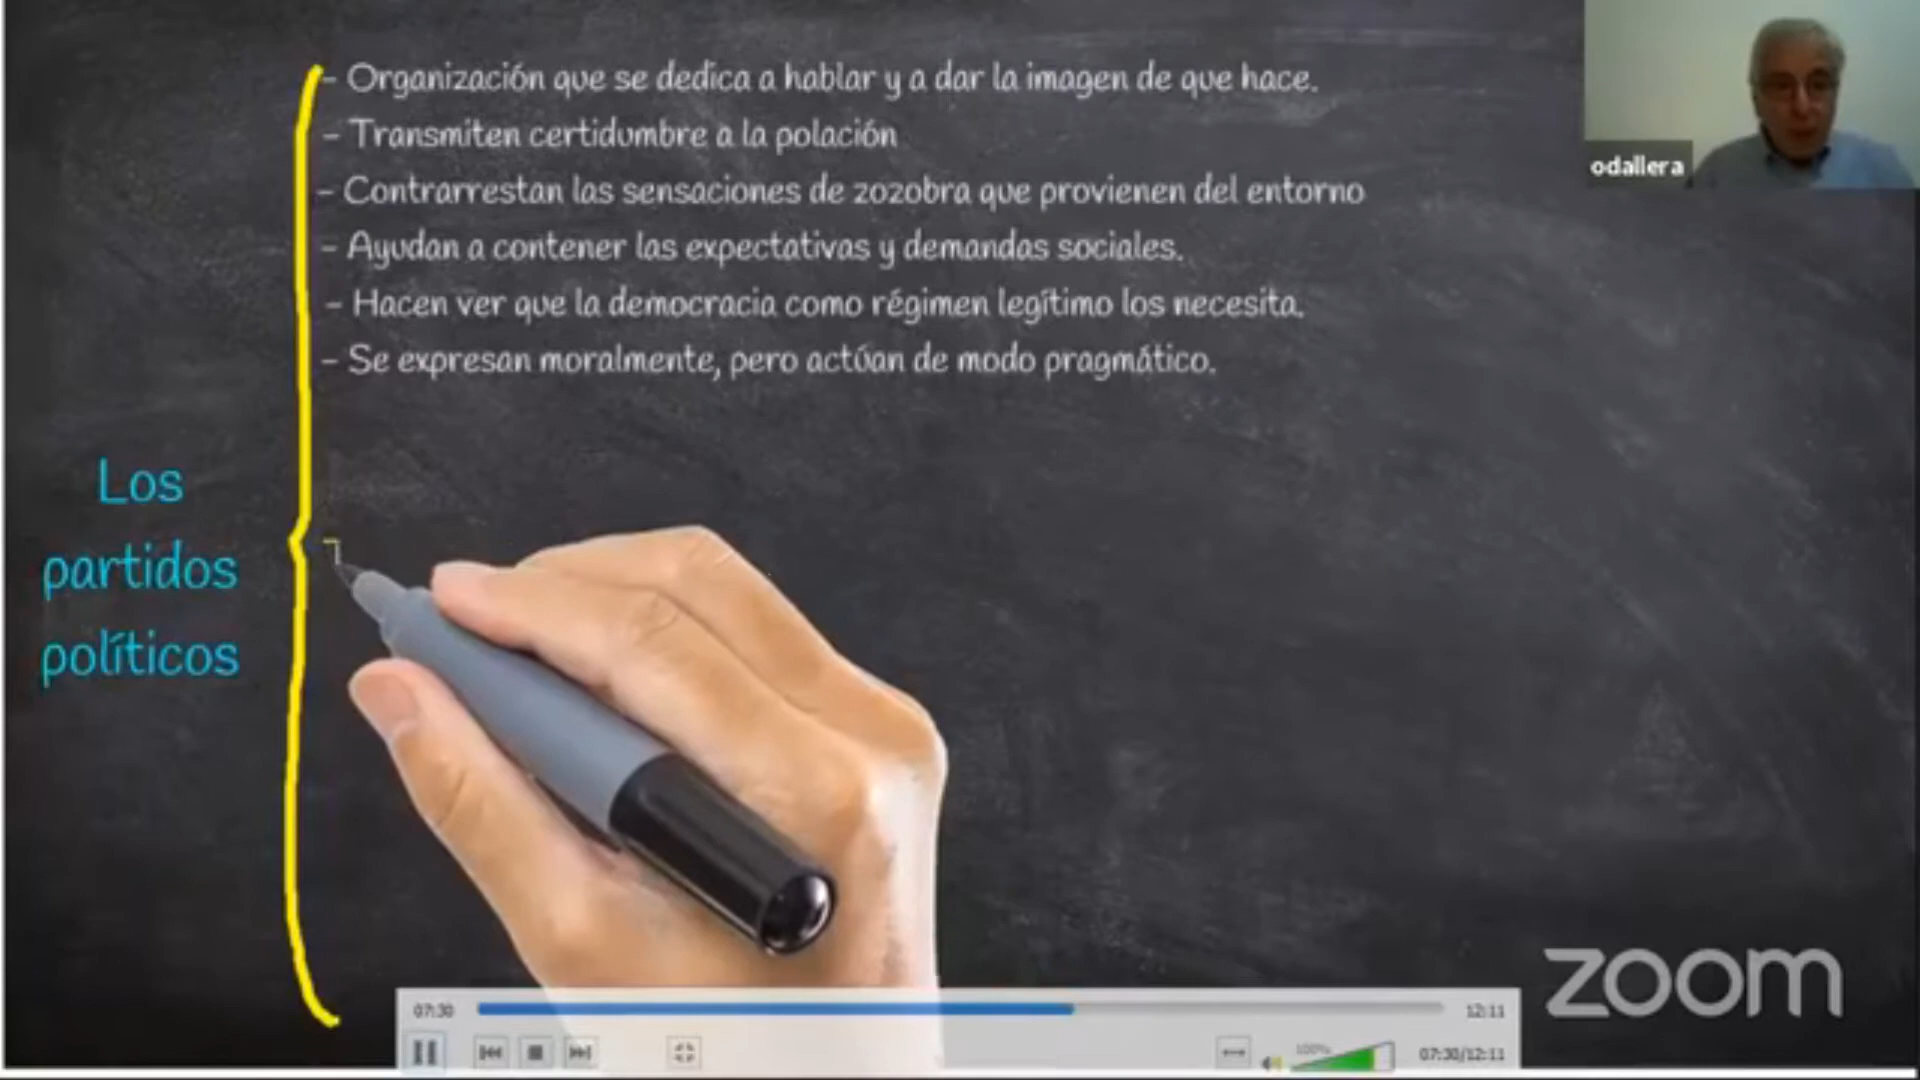 - Organización que se dedica a hablar y a dar la imagen de que hace.
- Transmiten certidumbre a la polación
- Contrarrestan las sensaciones de zozobra que provienen del entorno
- Ayudan a contener las expectativas y demandas sociales.
- Hacen ver que la democracia como régimen legítimo los necesita.
- Se expresan moralmente, pero actúan de modo pragmático.
Los
partidos
políticos
odallera
zoom
07:30
12:11
100%
07:30/12:11